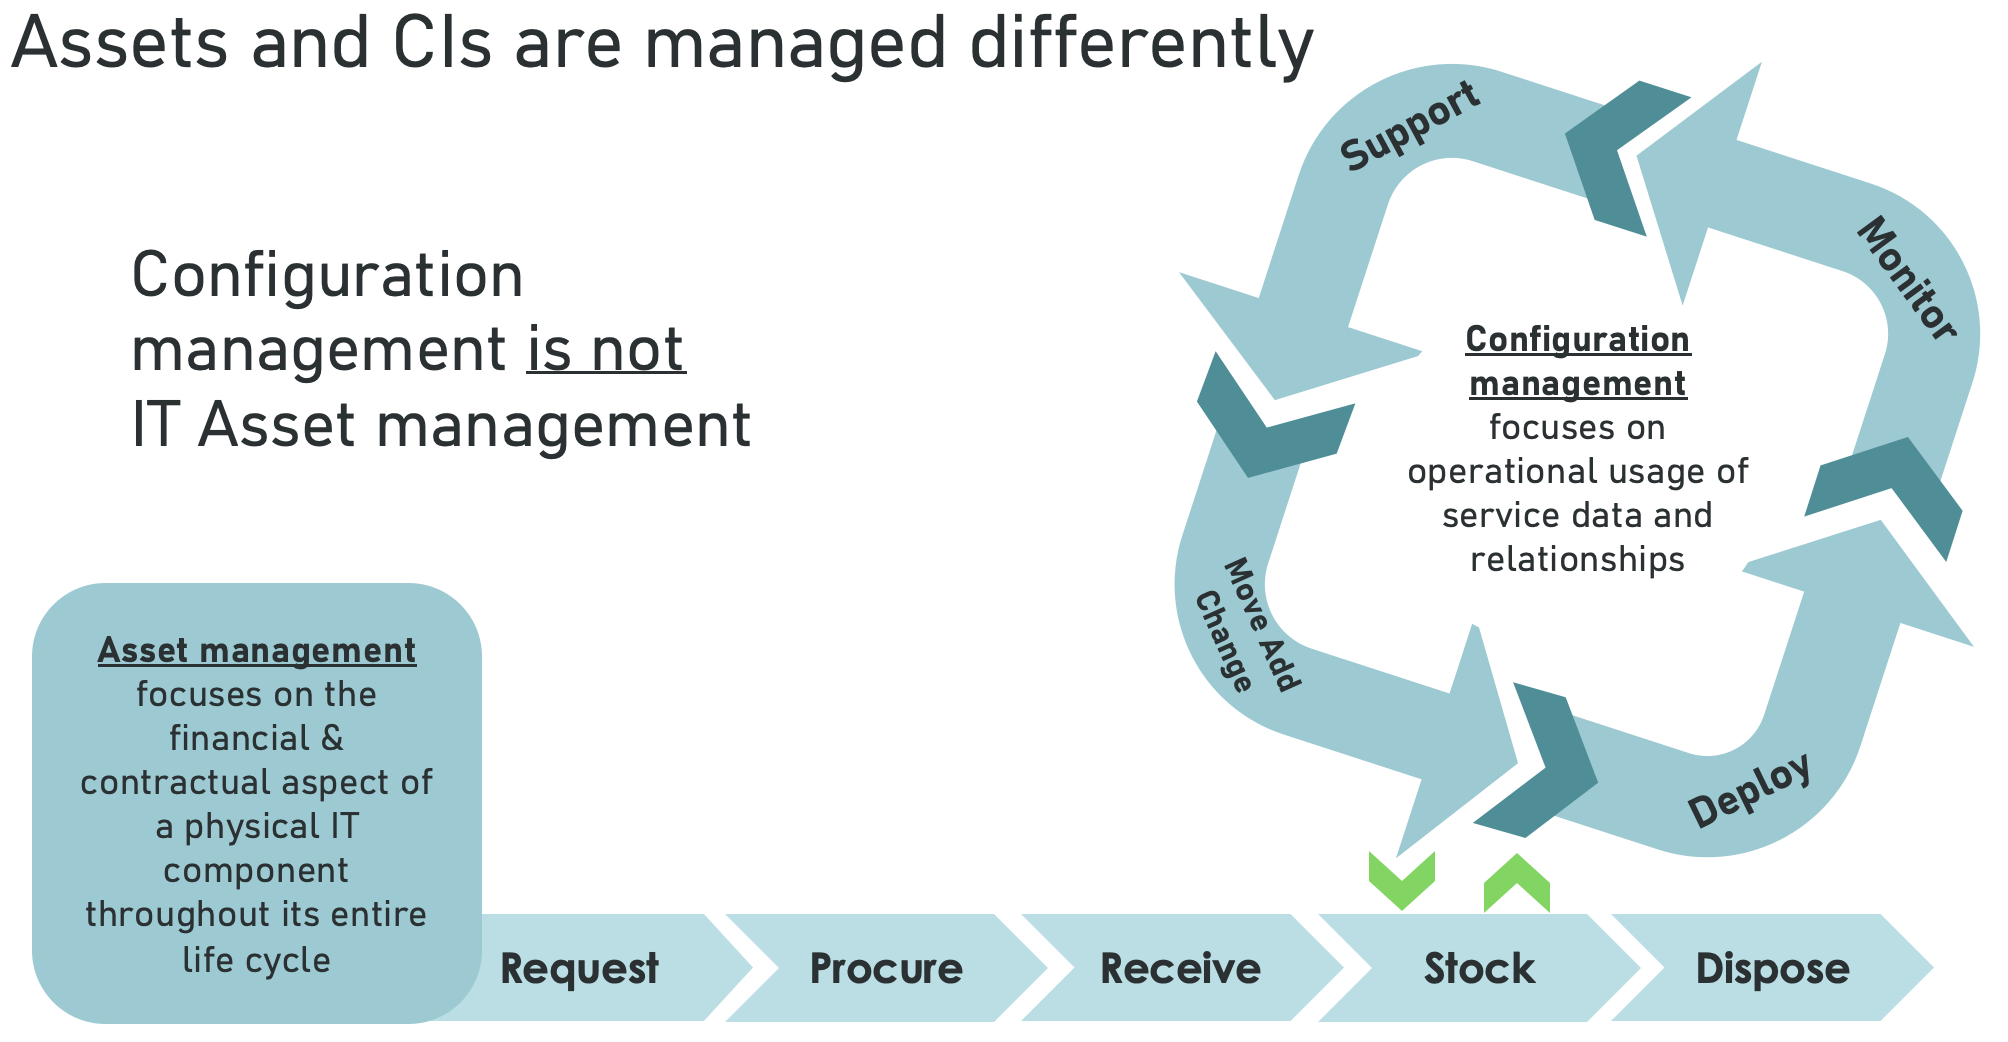 Assets and CIs are managed differently
Configuration
management is not
IT Asset management
Support
Monitor
Configuration
management
focuses on
operational usage of
service data and
relationships
Move Add
Change
Deploy
Asset management
focuses on the
financial &
contractual aspect of
a physical IT
component
throughout its entire
life cycle
Request
Procure
Receive
Stock
Dispose